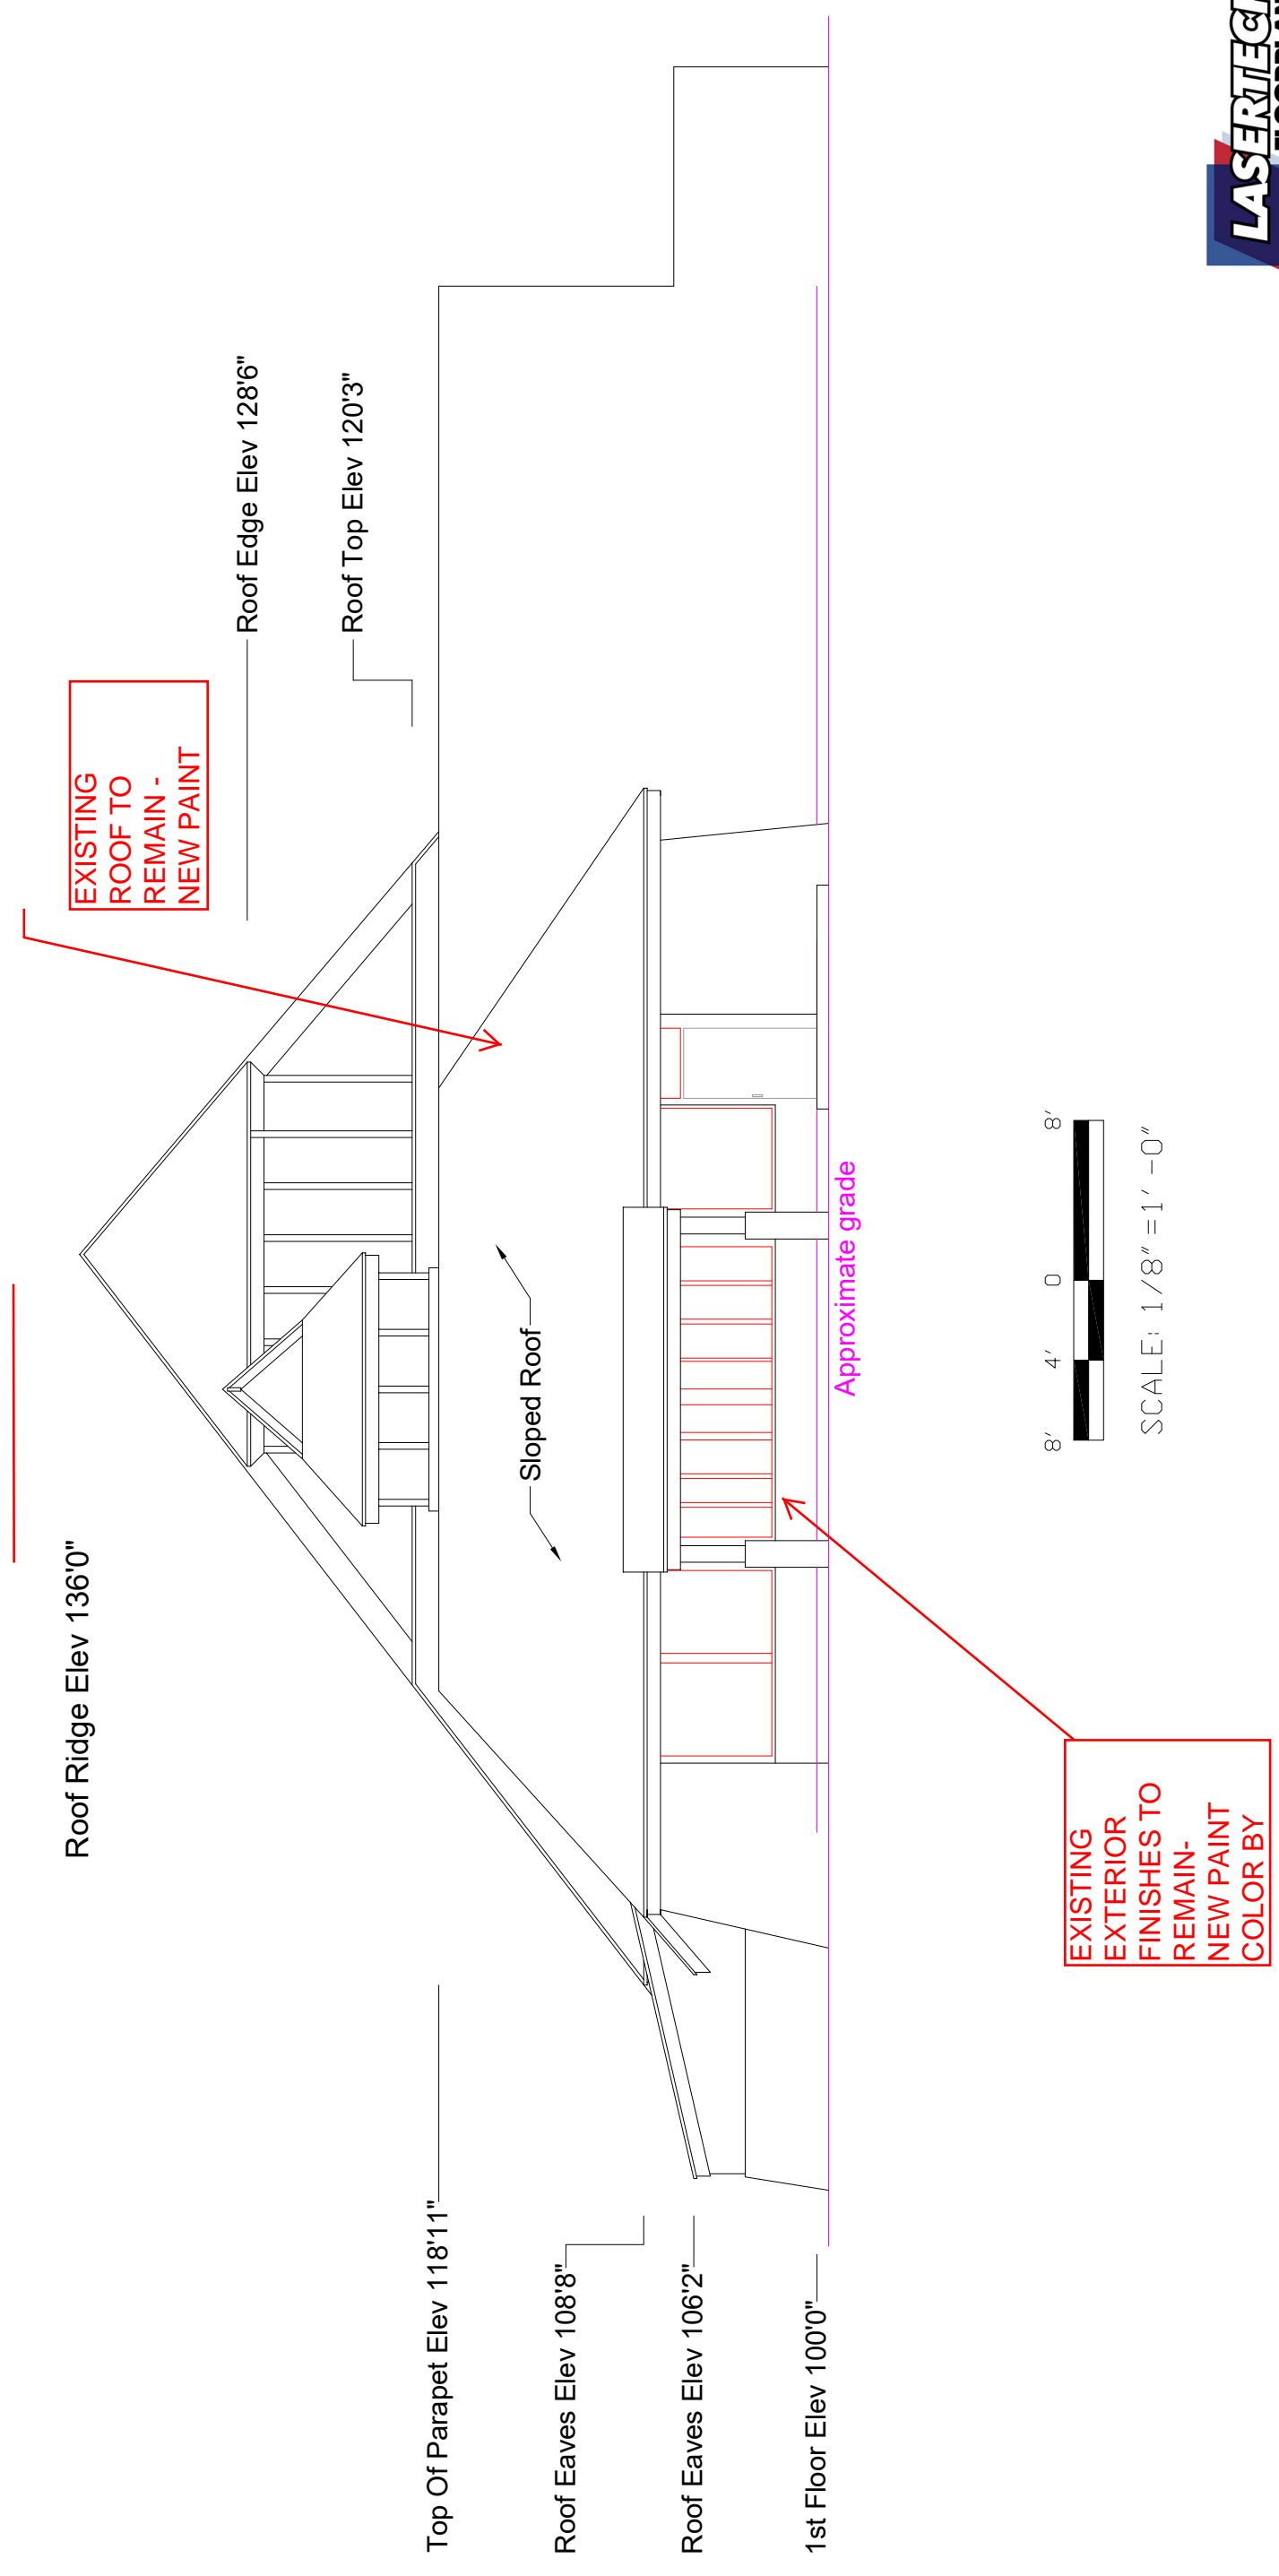 Roof Ridge Elev 136'0"
EXISTING
ROOF TO
REMAIN -
NEW PAINT
Roof Edge Elev 128'6"
Roof Top Elev 120'3"
Top Of Parapet Elev 118'11"
Sloped Roof
Roof Eaves Elev 108'8"
Roof Eaves Elev 106'2"
1st Floor Elev 100'0"
Approximate grade
EXISTING
EXTERIOR
FINISHES TO
REMAIN-
NEW PAINT
COLOR BY
8' 4' 0 8'
SCALE: 1/8"=1'-0"